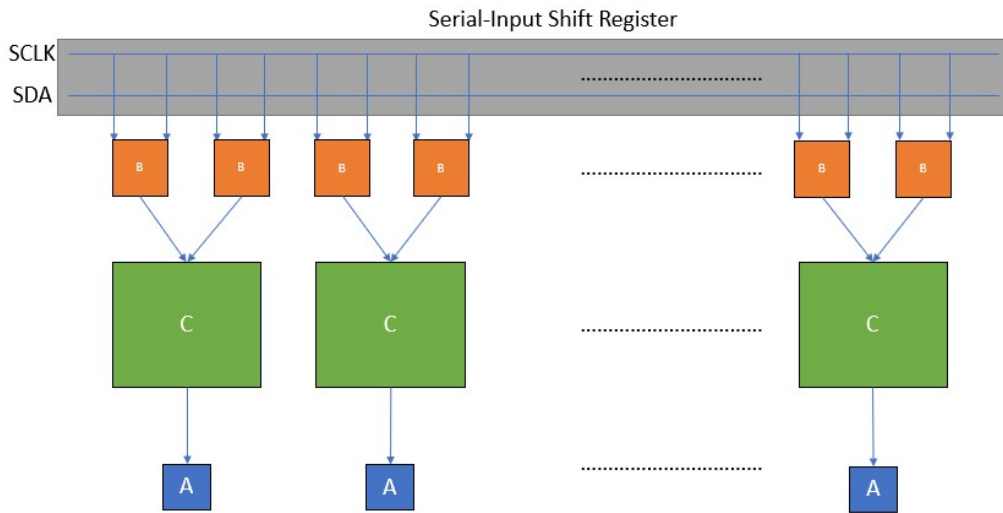 Serial-Input Shift Register
SCLK
SDA
B B B B B B
C C C
A A A